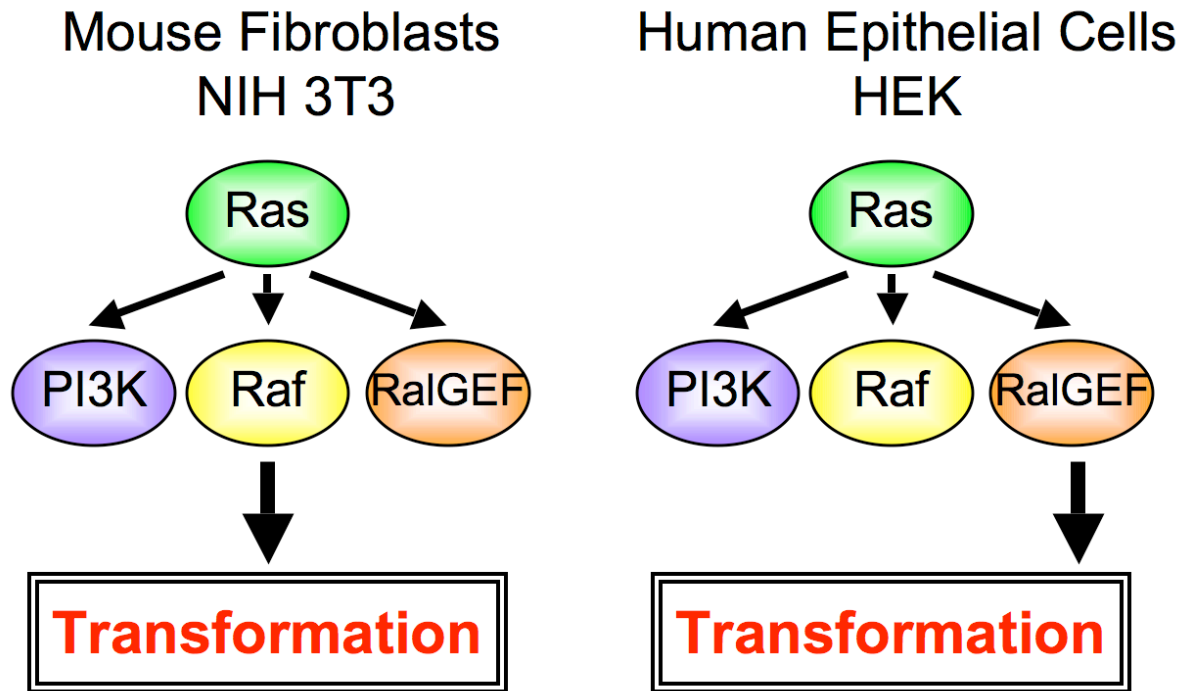 Mouse Fibroblasts
NIH 3T3
Ras
PI3K
Raf
RalGEF
Transformation
Human Epithelial Cells
HEK
Ras
PI3K
Raf
RalGEF
Transformation